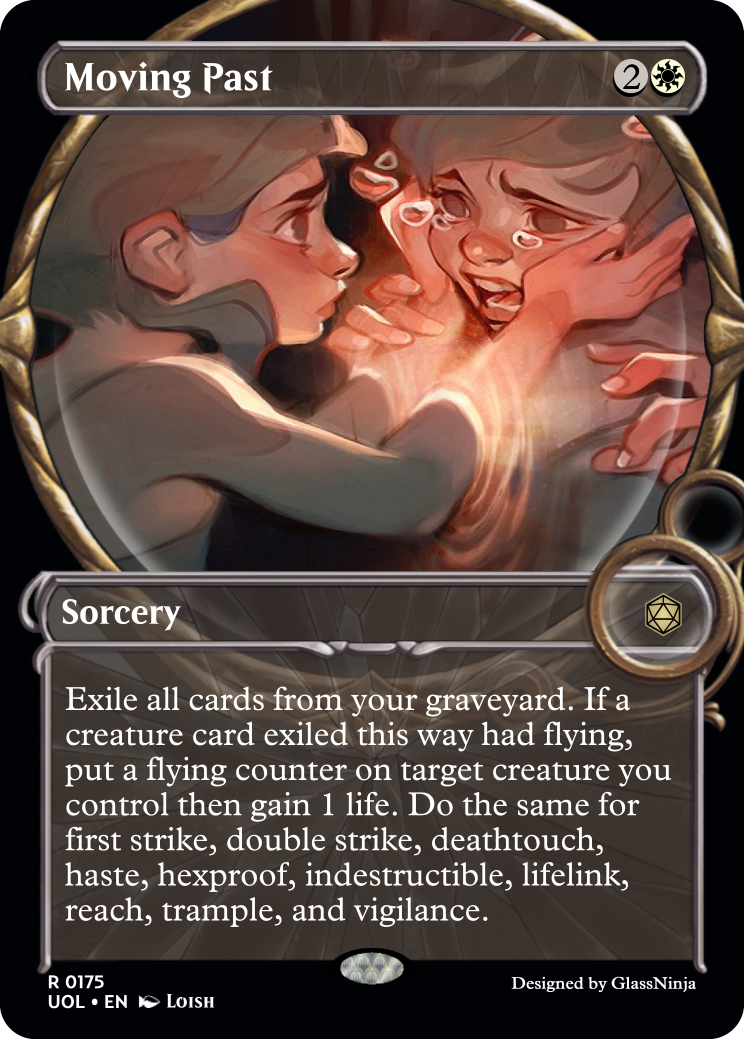 Moving Past 2
Sorcery
Exile all cards from your graveyard. If a
creature card exiled this way had flying,
put a flying counter on target creature you
control then gain 1 life. Do the same for
first strike, double strike, deathtouch,
haste, hexproof, indestructible, lifelink,
reach, trample, and vigilance.
R 0175
UOL • EN Loish
Designed by GlassNinja